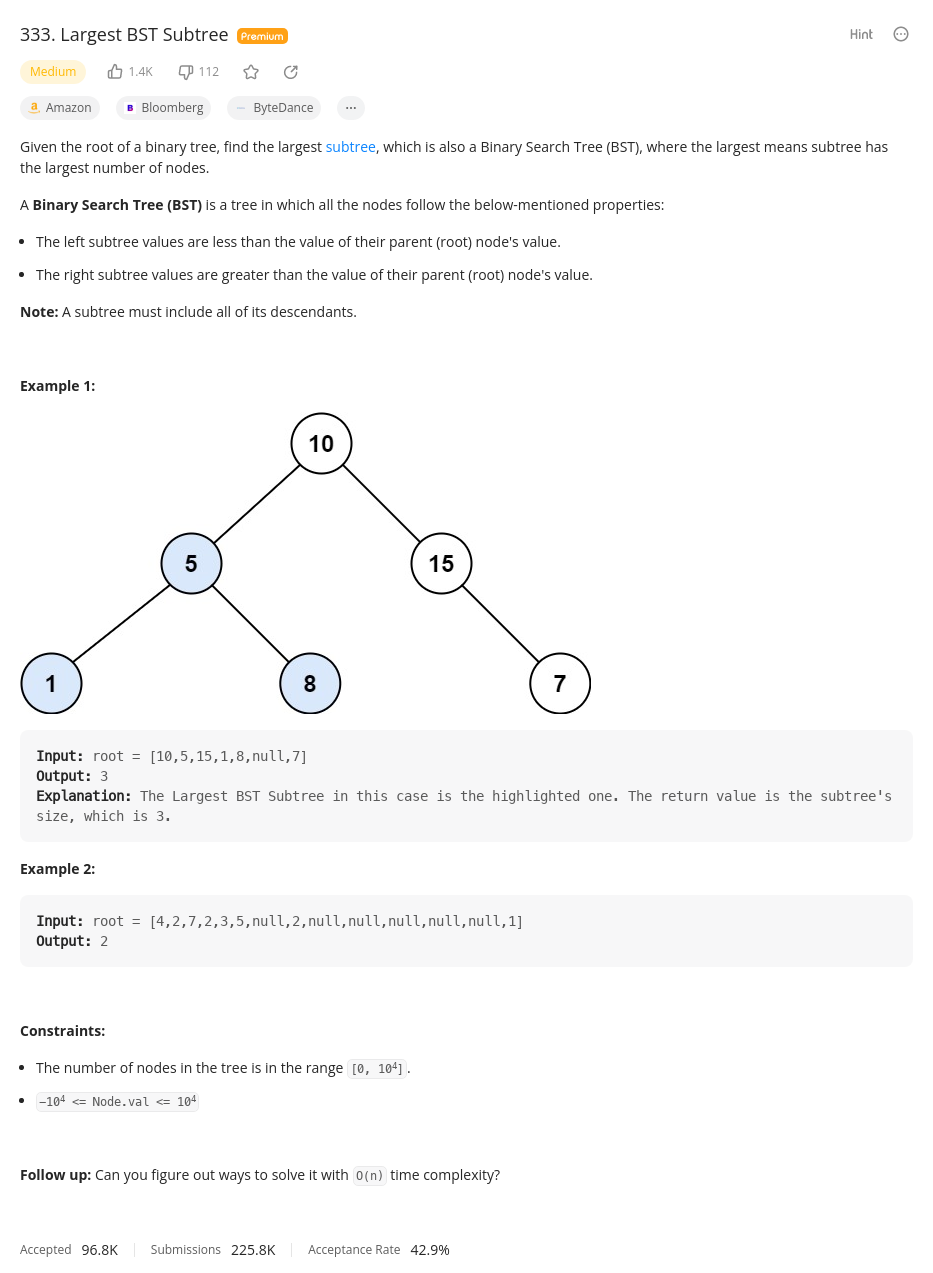 333. Largest BST Subtree Premium Hint
Medium 1.4K 112
a Amazon B Bloomberg ByteDance ...
Given the root of a binary tree, find the largest subtree, which is also a Binary Search Tree (BST), where the largest means subtree has
the largest number of nodes.
A Binary Search Tree (BST) is a tree in which all the nodes follow the below-mentioned properties:
• The left subtree values are less than the value of their parent (root) node's value.
• The right subtree values are greater than the value of their parent (root) node's value.
Note: A subtree must include all of its descendants.
Example 1:
10
5 15
1 8 7
Input: root = [10,5,15,1,8,null,7]
Output: 3
Explanation: The Largest BST Subtree in this case is the highlighted one. The return value is the subtree's
size, which is 3.
Example 2:
Input: root = [4,2,7,2,3,5,null,2,null,null,null,null,null,1]
Output: 2
Constraints:
• The number of nodes in the tree is in the range [0, 10⁴].
• −10⁴ <= Node.val <= 10⁴
Follow up: Can you figure out ways to solve it with O(n) time complexity?
Accepted 96.8K Submissions 225.8K Acceptance Rate 42.9%